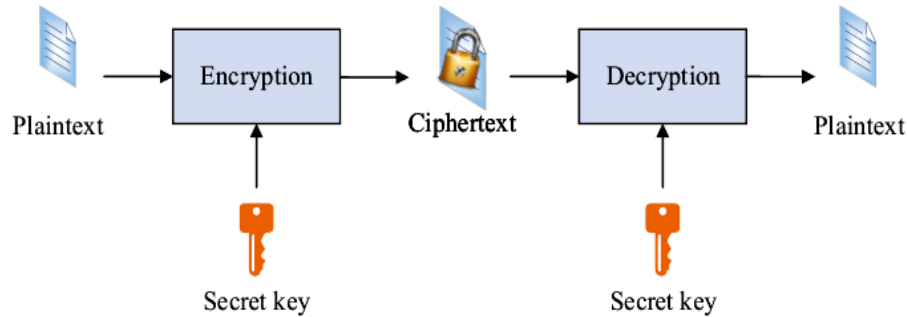 Encryption
Decryption
Plaintext
Ciphertext
Plaintext
Secret key
Secret key